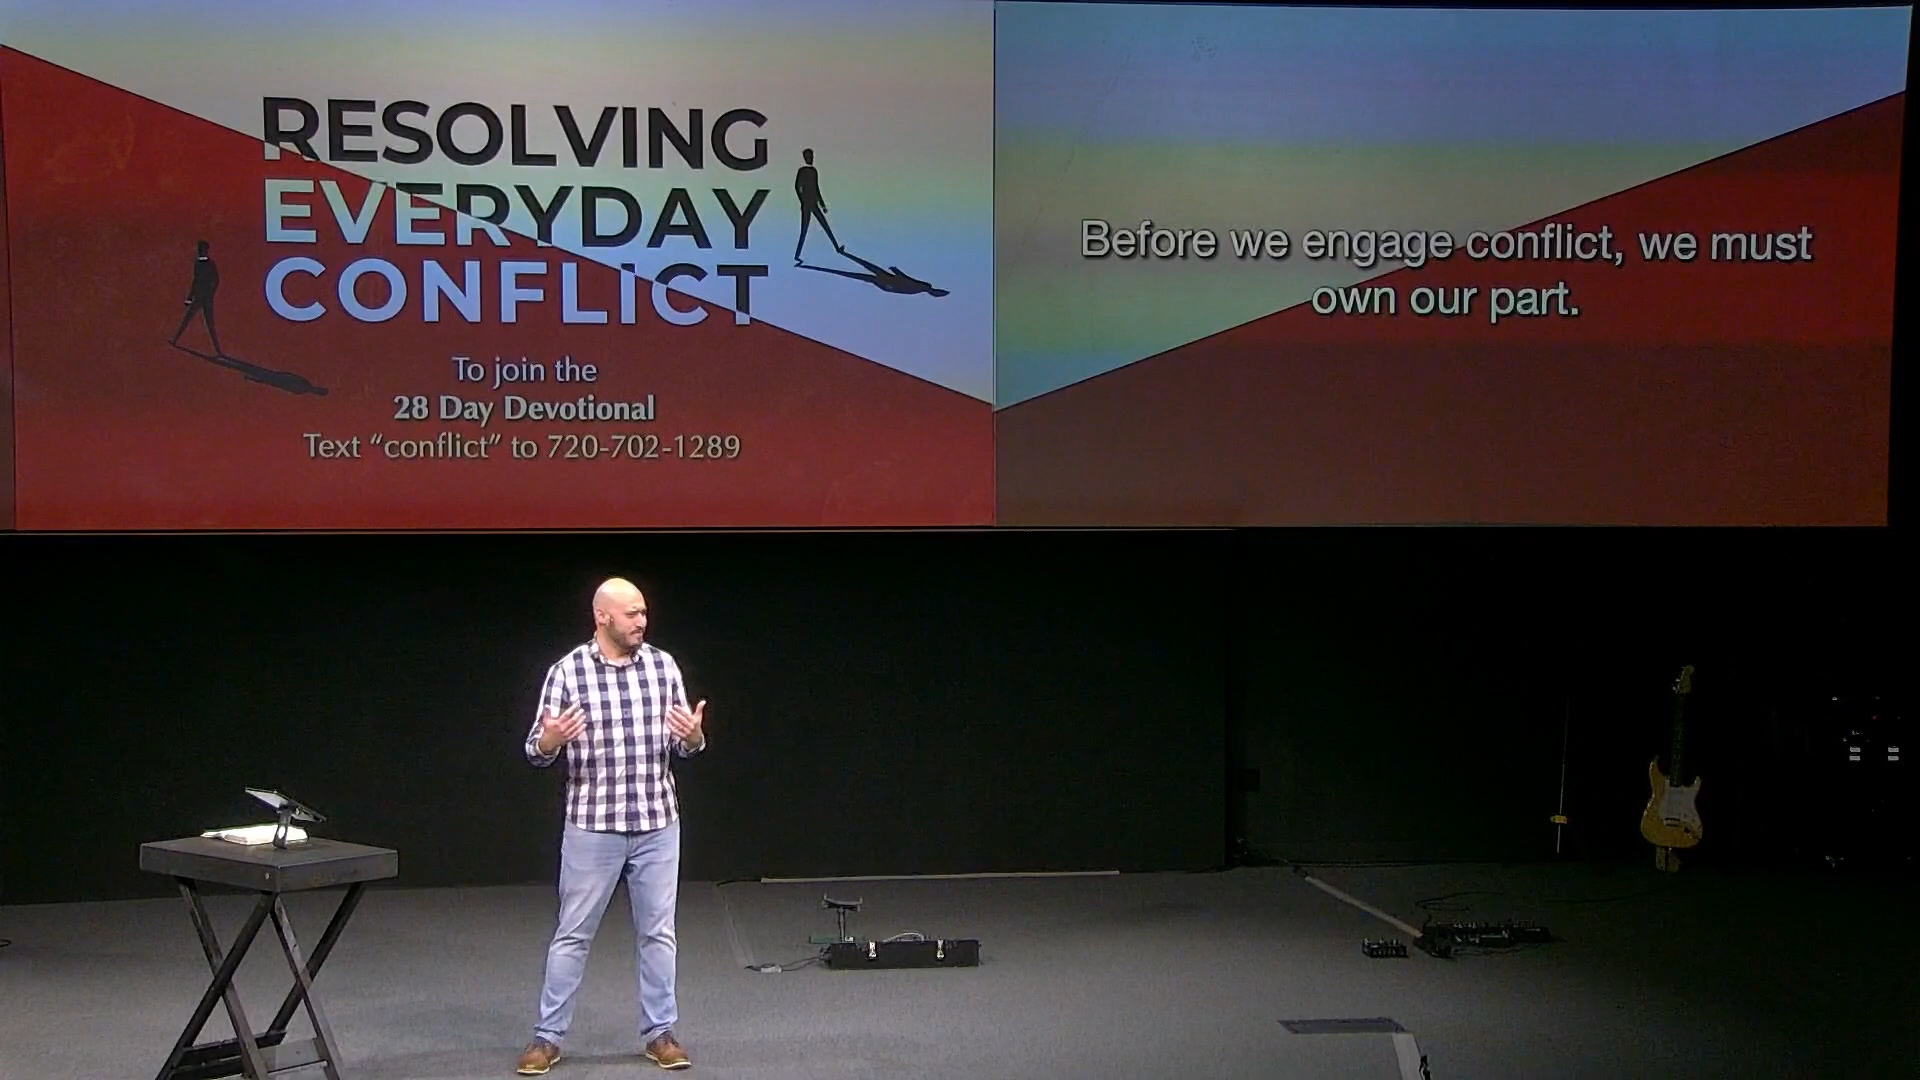 RESOLVING
EVERYDAY
CONFLICT
To join the
28 Day Devotional
Text “conflict” to 720-702-1289
Before we engage conflict, we must
own our part.